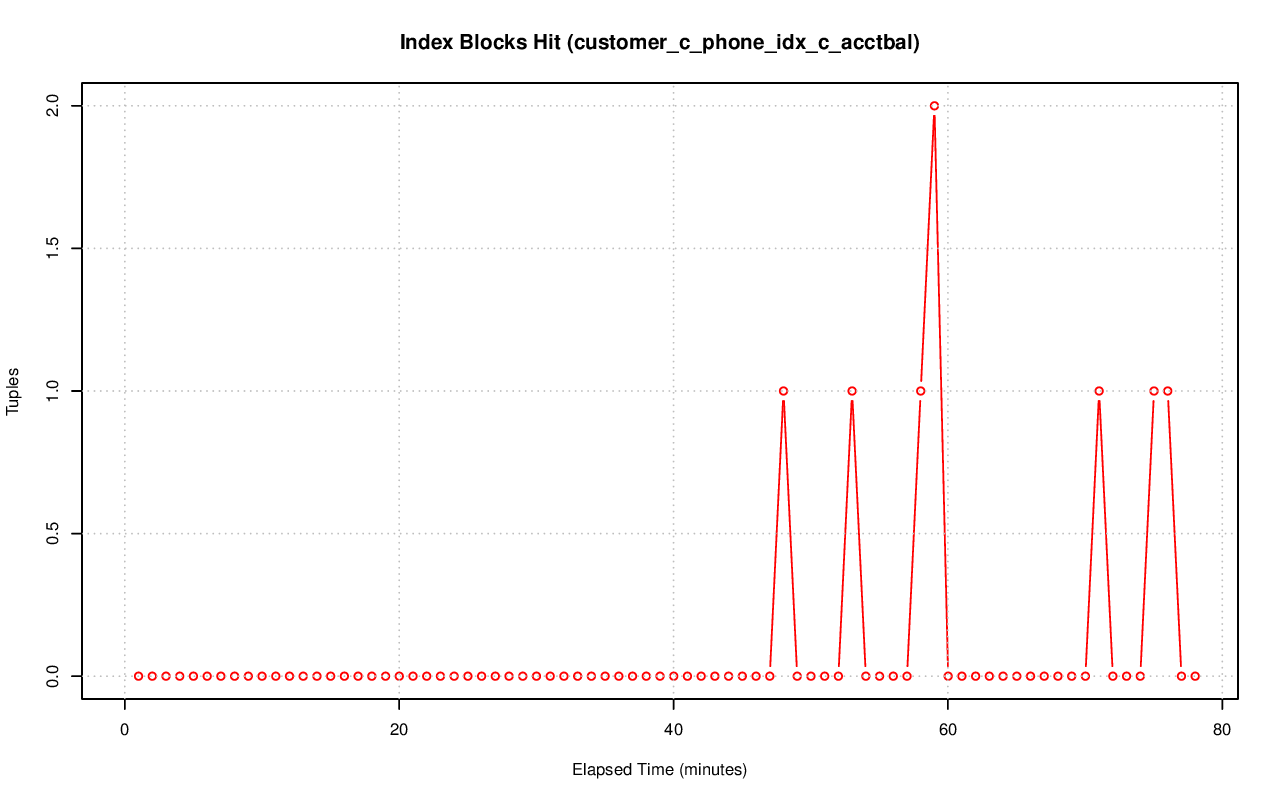 Index Blocks Hit (customer_c_phone_idx_c_acctbal)
2.0
1.5
1.0
0.5
0.0
Tuples
0 20 40 60 80
Elapsed Time (minutes)